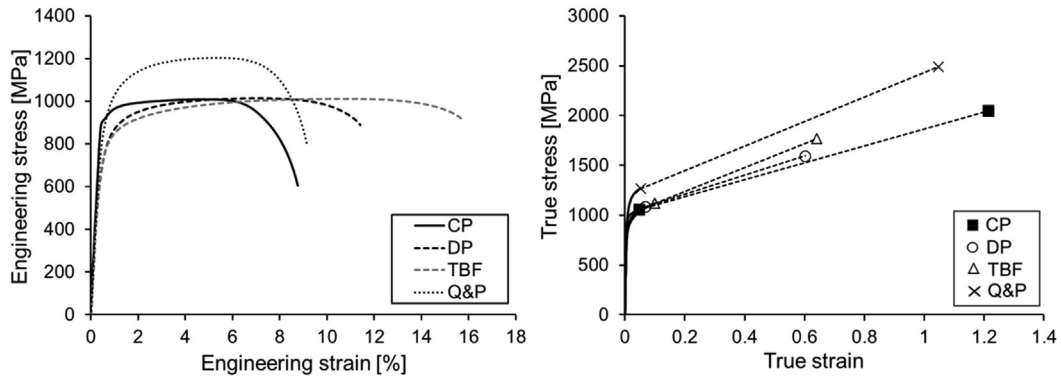 Engineering stress [MPa]
1400
1200
1000
800
600
400
200
0
0 2 4 6 8 10 12 14 16 18
Engineering strain [%]
CP
DP
TBF
Q&P
True stress [MPa]
3000
2500
2000
1500
1000
500
0
0 0.2 0.4 0.6 0.8 1 1.2 1.4
True strain
CP
DP
TBF
Q&P